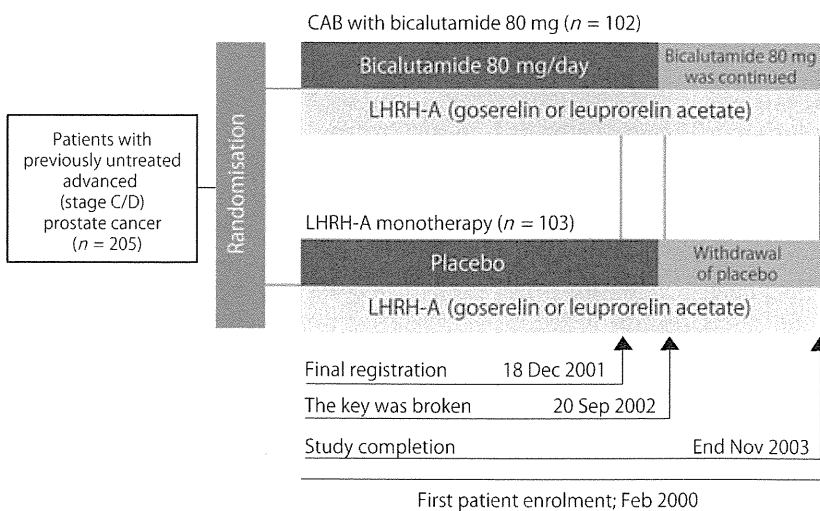 CAB with bicalutamide 80 mg (n = 102)
Bicalutamide 80 mg/day
Bicalutamide 80 mg
was continued
LHRH-A (goserelin or leuprorelin acetate)
Randomisation
Patients with
previously untreated
advanced
(stage C/D)
prostate cancer
(n = 205)
LHRH-A monotherapy (n = 103)
Placebo
Withdrawal
of placebo
LHRH-A (goserelin or leuprorelin acetate)
Final registration 18 Dec 2001
The key was broken 20 Sep 2002
Study completion End Nov 2003
First patient enrolment; Feb 2000